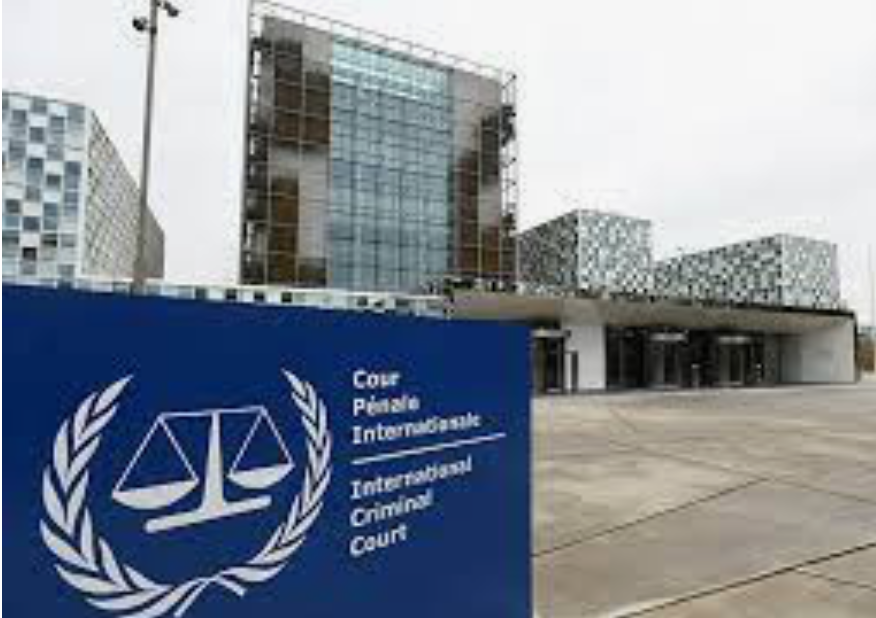 Cour
Pénale
Internationale
International
Criminal
Court